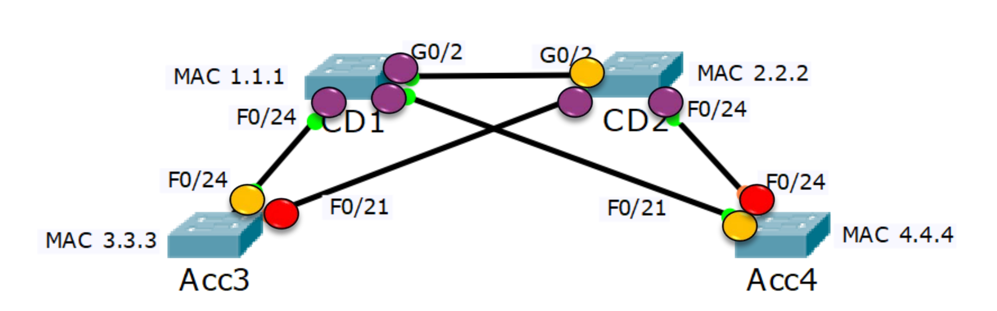 G0/2
G0/2
MAC 1.1.1
MAC 2.2.2
F0/24
CD1
CD2
F0/24
F0/24
F0/24
F0/21
F0/21
MAC 3.3.3
MAC 4.4.4
Acc3
Acc4